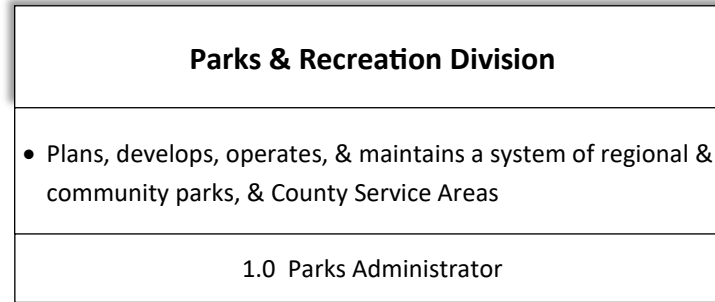 Parks & Recreation Division
• Plans, develops, operates, & maintains a system of regional &
community parks, & County Service Areas
1.0 Parks Administrator